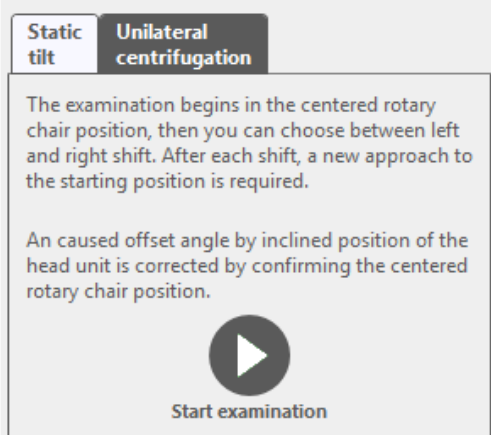 Static
tilt
Unilateral
centrifugation
The examination begins in the centered rotary
chair position, then you can choose between left
and right shift. After each shift, a new approach to
the starting position is required.
An caused offset angle by inclined position of the
head unit is corrected by confirming the centered
rotary chair position.
Start examination